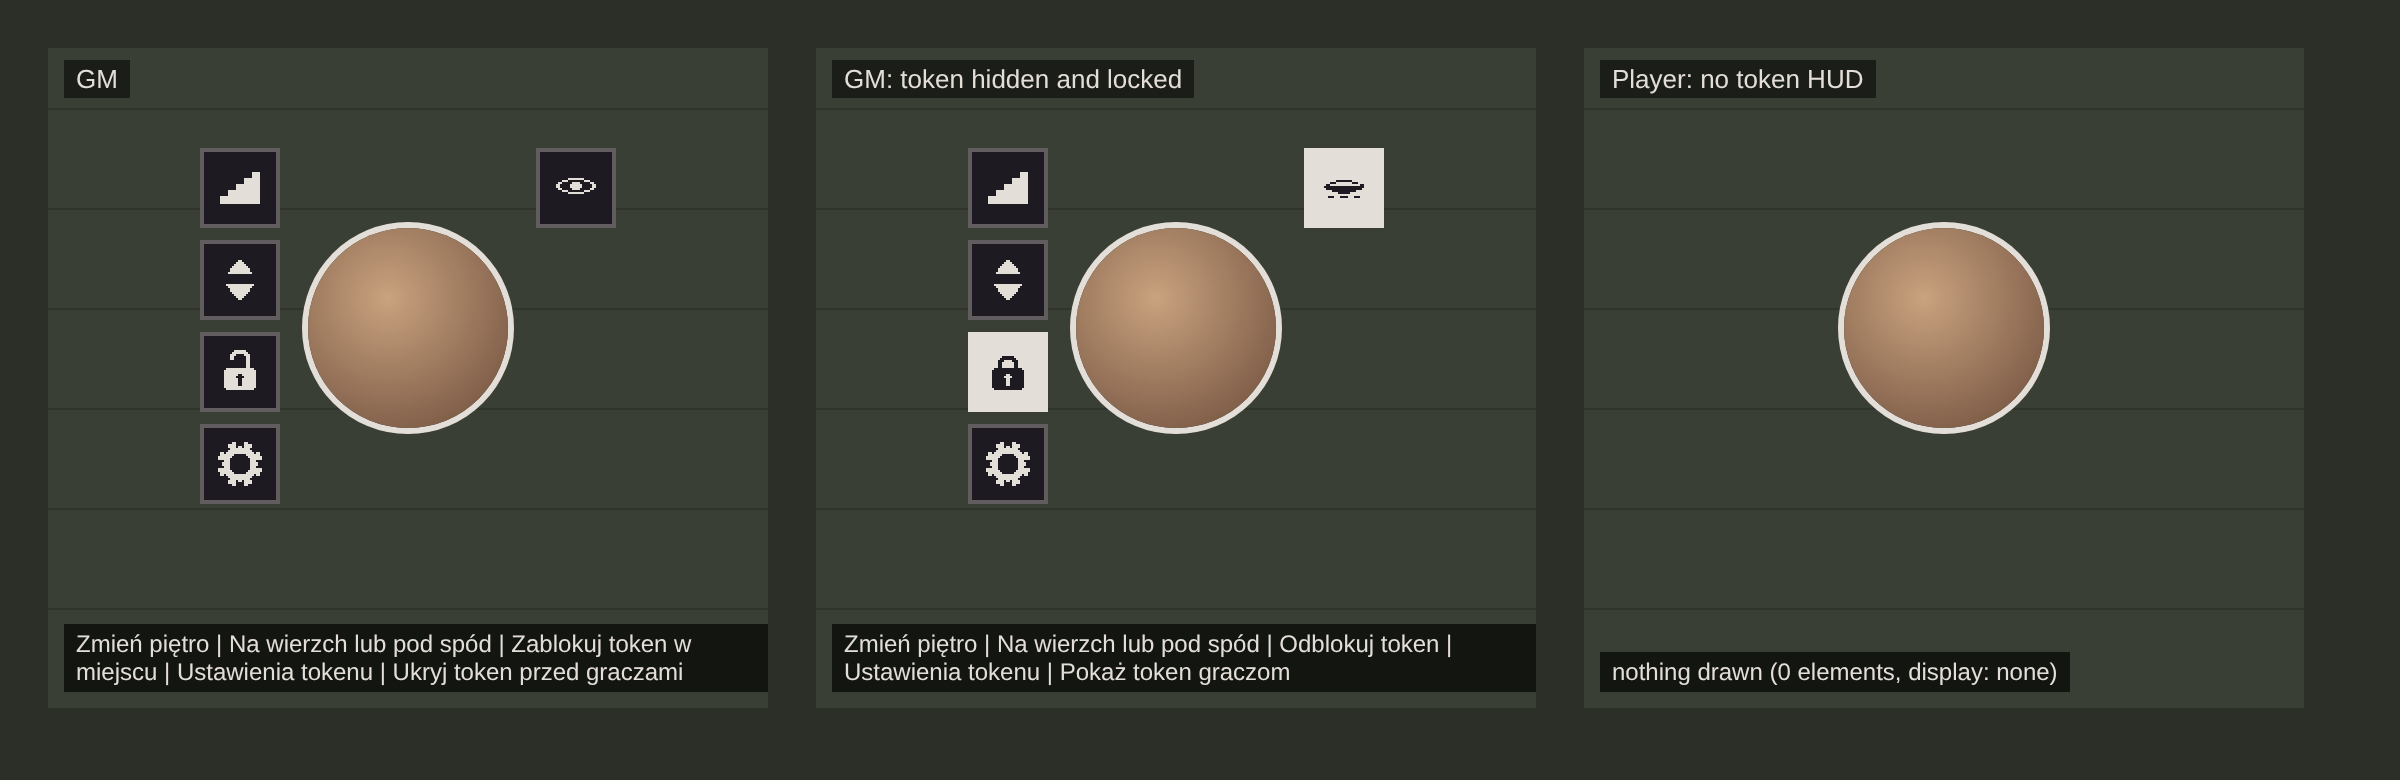 GM
Zmień piętro | Na wierzch lub pod spód | Zablokuj token w
miejscu | Ustawienia tokenu | Ukryj token przed graczami
GM: token hidden and locked
Zmień piętro | Na wierzch lub pod spód | Odblokuj token |
Ustawienia tokenu | Pokaż token graczom
Player: no token HUD
nothing drawn (0 elements, display: none)